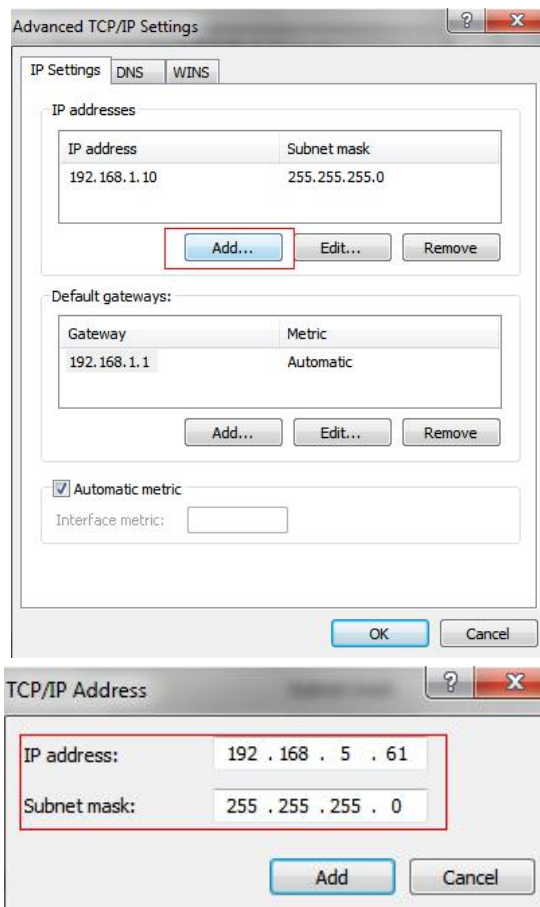 Advanced TCP/IP Settings
IP Settings DNS WINS
IP addresses
IP address Subnet mask
192.168.1.10 255.255.255.0
Add... Edit... Remove
Default gateways:
Gateway Metric
192.168.1.1 Automatic
Add... Edit... Remove
Automatic metric
Interface metric:
OK Cancel
TCP/IP Address
IP address: 192 . 168 . 5 . 61
Subnet mask: 255 . 255 . 255 . 0
Add Cancel